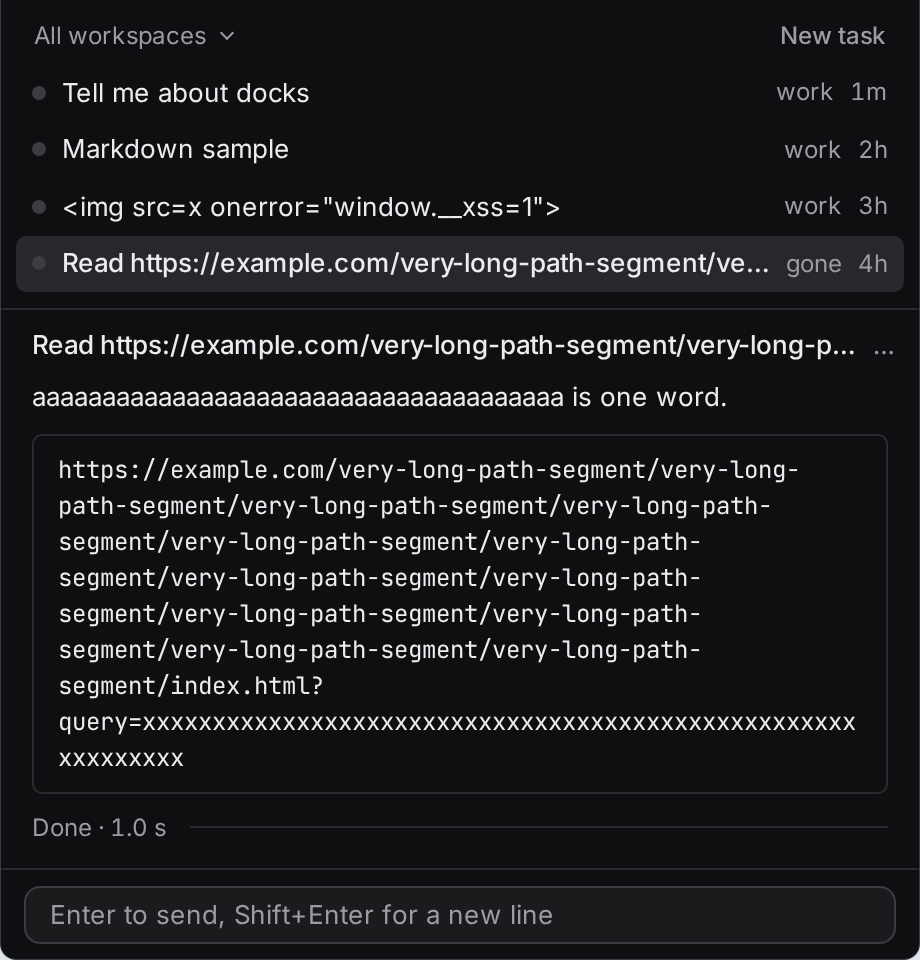 All workspaces
New task
Tell me about docks
work 1m
Markdown sample
work 2h
<img src=x onerror="window.__xss=1">
work 3h
Read https://example.com/very-long-path-segment/ve...
gone 4h
Read https://example.com/very-long-path-segment/very-long-p... ...
aaaaaaaaaaaaaaaaaaaaaaaaaaaaaaaaaaaaaaaa is one word.
https://example.com/very-long-path-segment/very-long-
path-segment/very-long-path-segment/very-long-path-
segment/very-long-path-segment/very-long-path-
segment/very-long-path-segment/very-long-path-
segment/very-long-path-segment/very-long-path-
segment/very-long-path-segment/very-long-path-
segment/index.html?
query=xxxxxxxxxxxxxxxxxxxxxxxxxxxxxxxxxxxxxxxxxxxxxxxxxxx
xxxxxxxxx
Done · 1.0 s
Enter to send, Shift+Enter for a new line